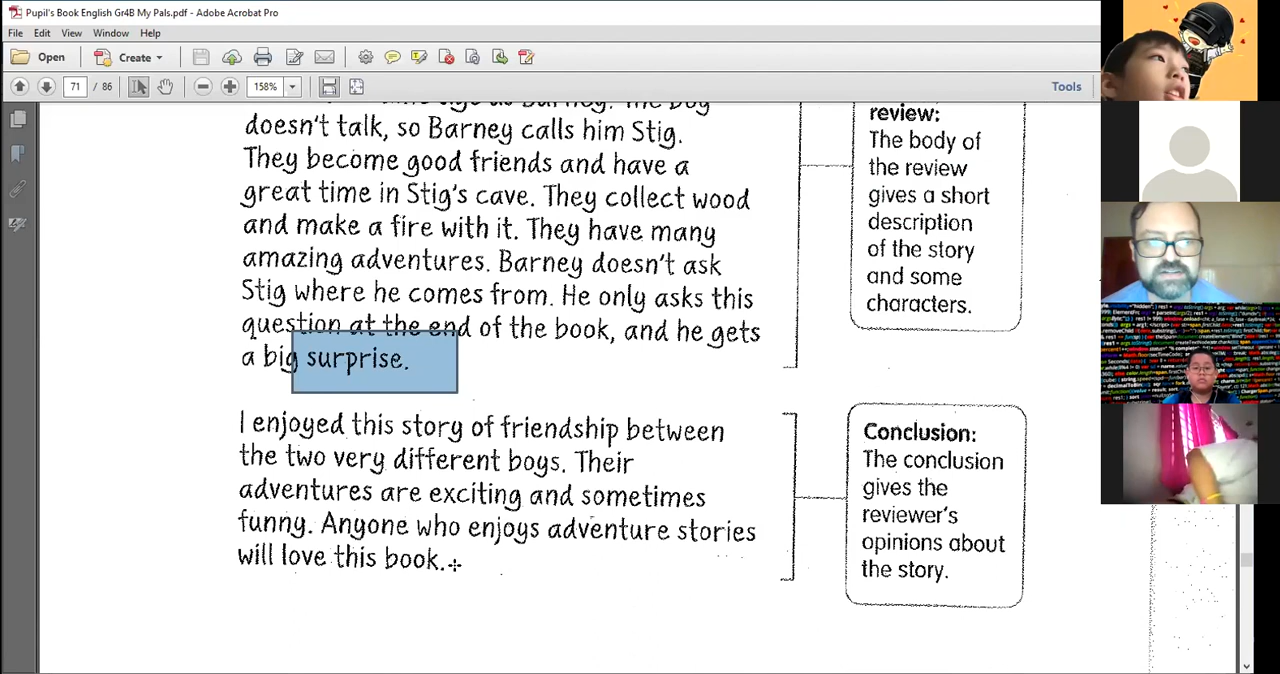 Pupil's Book English Gr4B My Pals.pdf - Adobe Acrobat Pro
File Edit View Window Help
Open Create
71 / 86 158% Tools
doesn't talk, so Barney calls him Stig.
They become good friends and have a
great time in Stig's cave. They collect wood
and make a fire with it. They have many
amazing adventures. Barney doesn't ask
Stig where he comes from. He only asks this
question at the end of the book, and he gets
a big surprise.
I enjoyed this story of friendship between
the two very different boys. Their
adventures are exciting and sometimes
funny. Anyone who enjoys adventure stories
will love this book.
review:
The body of
the review
gives a short
description
of the story
and some
characters.
Conclusion:
The conclusion
gives the
reviewer's
opinions about
the story.